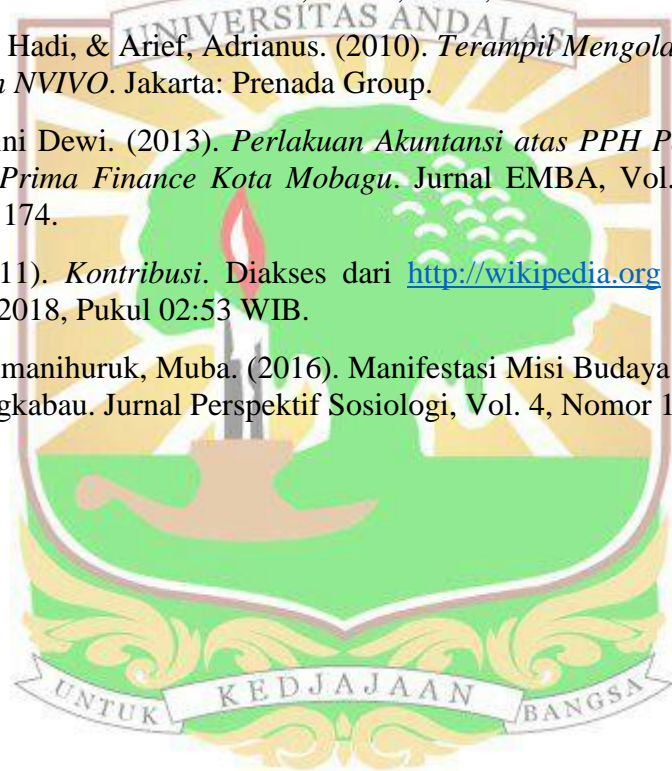 UNIVERSITAS ANDALAS
Hadi, & Arief, Adrianus. (2010). Terampil Mengola
NVIVO. Jakarta: Prenada Group.
ni Dewi. (2013). Perlakuan Akuntansi atas PPH P
Prima Finance Kota Mobagu. Jurnal EMBA, Vol.
174.
11). Kontribusi. Diakses dari http://wikipedia.org
2018, Pukul 02:53 WIB.
manihuruk, Muba. (2016). Manifestasi Misi Budaya
gkabau. Jurnal Perspektif Sosiologi, Vol. 4, Nomor 1
UNTUK KEDJAJAAN BANGSA